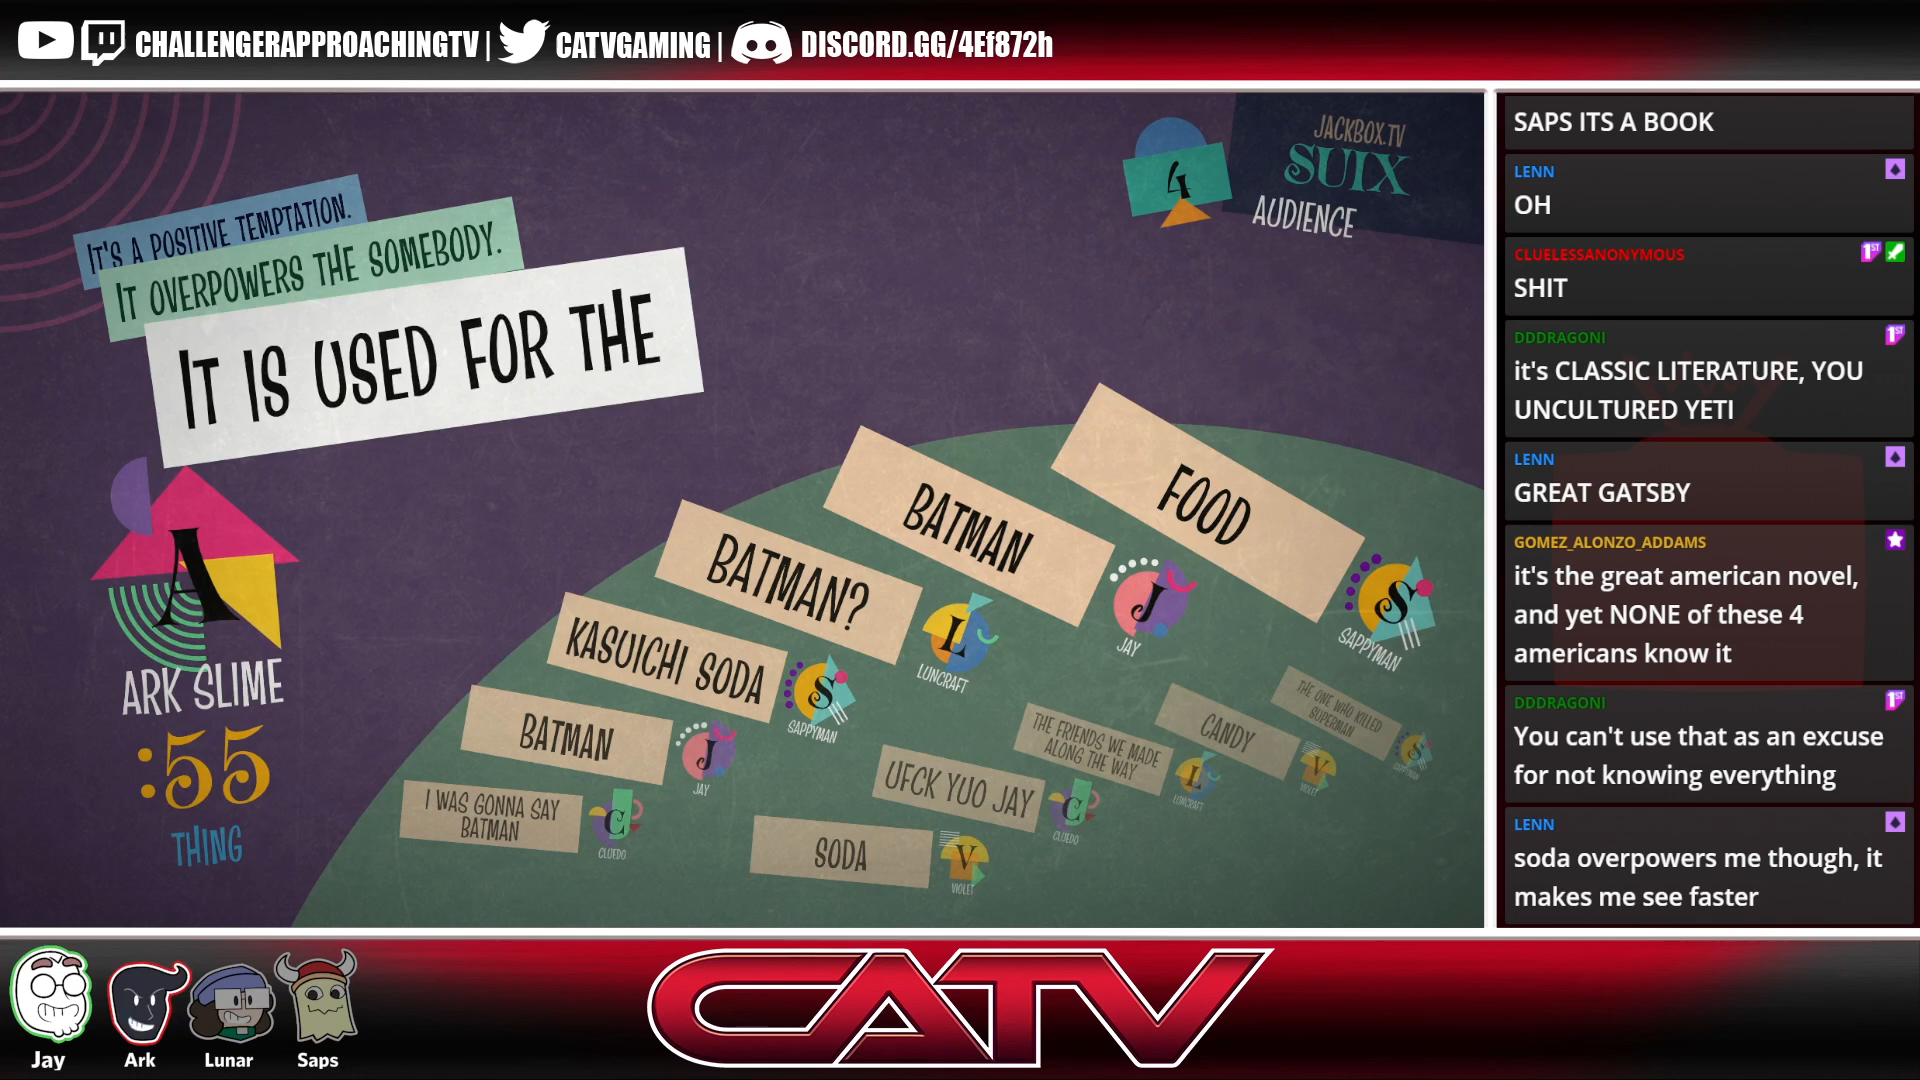 CHALLENGERAPPROACHINGTV | CATVGAMING | DISCORD.GG/4Ef872h
JACKBOX.TV
SUIX
AUDIENCE
4
IT'S A POSITIVE TEMPTATION.
IT OVERPOWERS THE SOMEBODY.
IT IS USED FOR THE
A
ARK SLIME
:55
THING
FOOD
S
SAPPYMAN
BATMAN
J
JAY
BATMAN?
L
LUNCRAFT
KASUICHI SODA
S
SAPPYMAN
BATMAN
J
JAY
I WAS GONNA SAY
BATMAN
C
CLUEDO
THE ONE WHO KILLED
SUPERMAN
S
SAPPYMAN
CANDY
V
VIOLET
THE FRIENDS WE MADE
ALONG THE WAY
L
LUNCRAFT
UFCK YUO JAY
C
CLUEDO
SODA
V
VIOLET
SAPS ITS A BOOK
LENN
OH
CLUELESSANONYMOUS
1ST
SHIT
DDDRAGONI
1ST
it's CLASSIC LITERATURE, YOU
UNCULTURED YETI
LENN
GREAT GATSBY
GOMEZ_ALONZO_ADDAMS
it's the great american novel,
and yet NONE of these 4
americans know it
DDDRAGONI
1ST
You can't use that as an excuse
for not knowing everything
LENN
soda overpowers me though, it
makes me see faster
Jay
Ark
Lunar
Saps
CATV